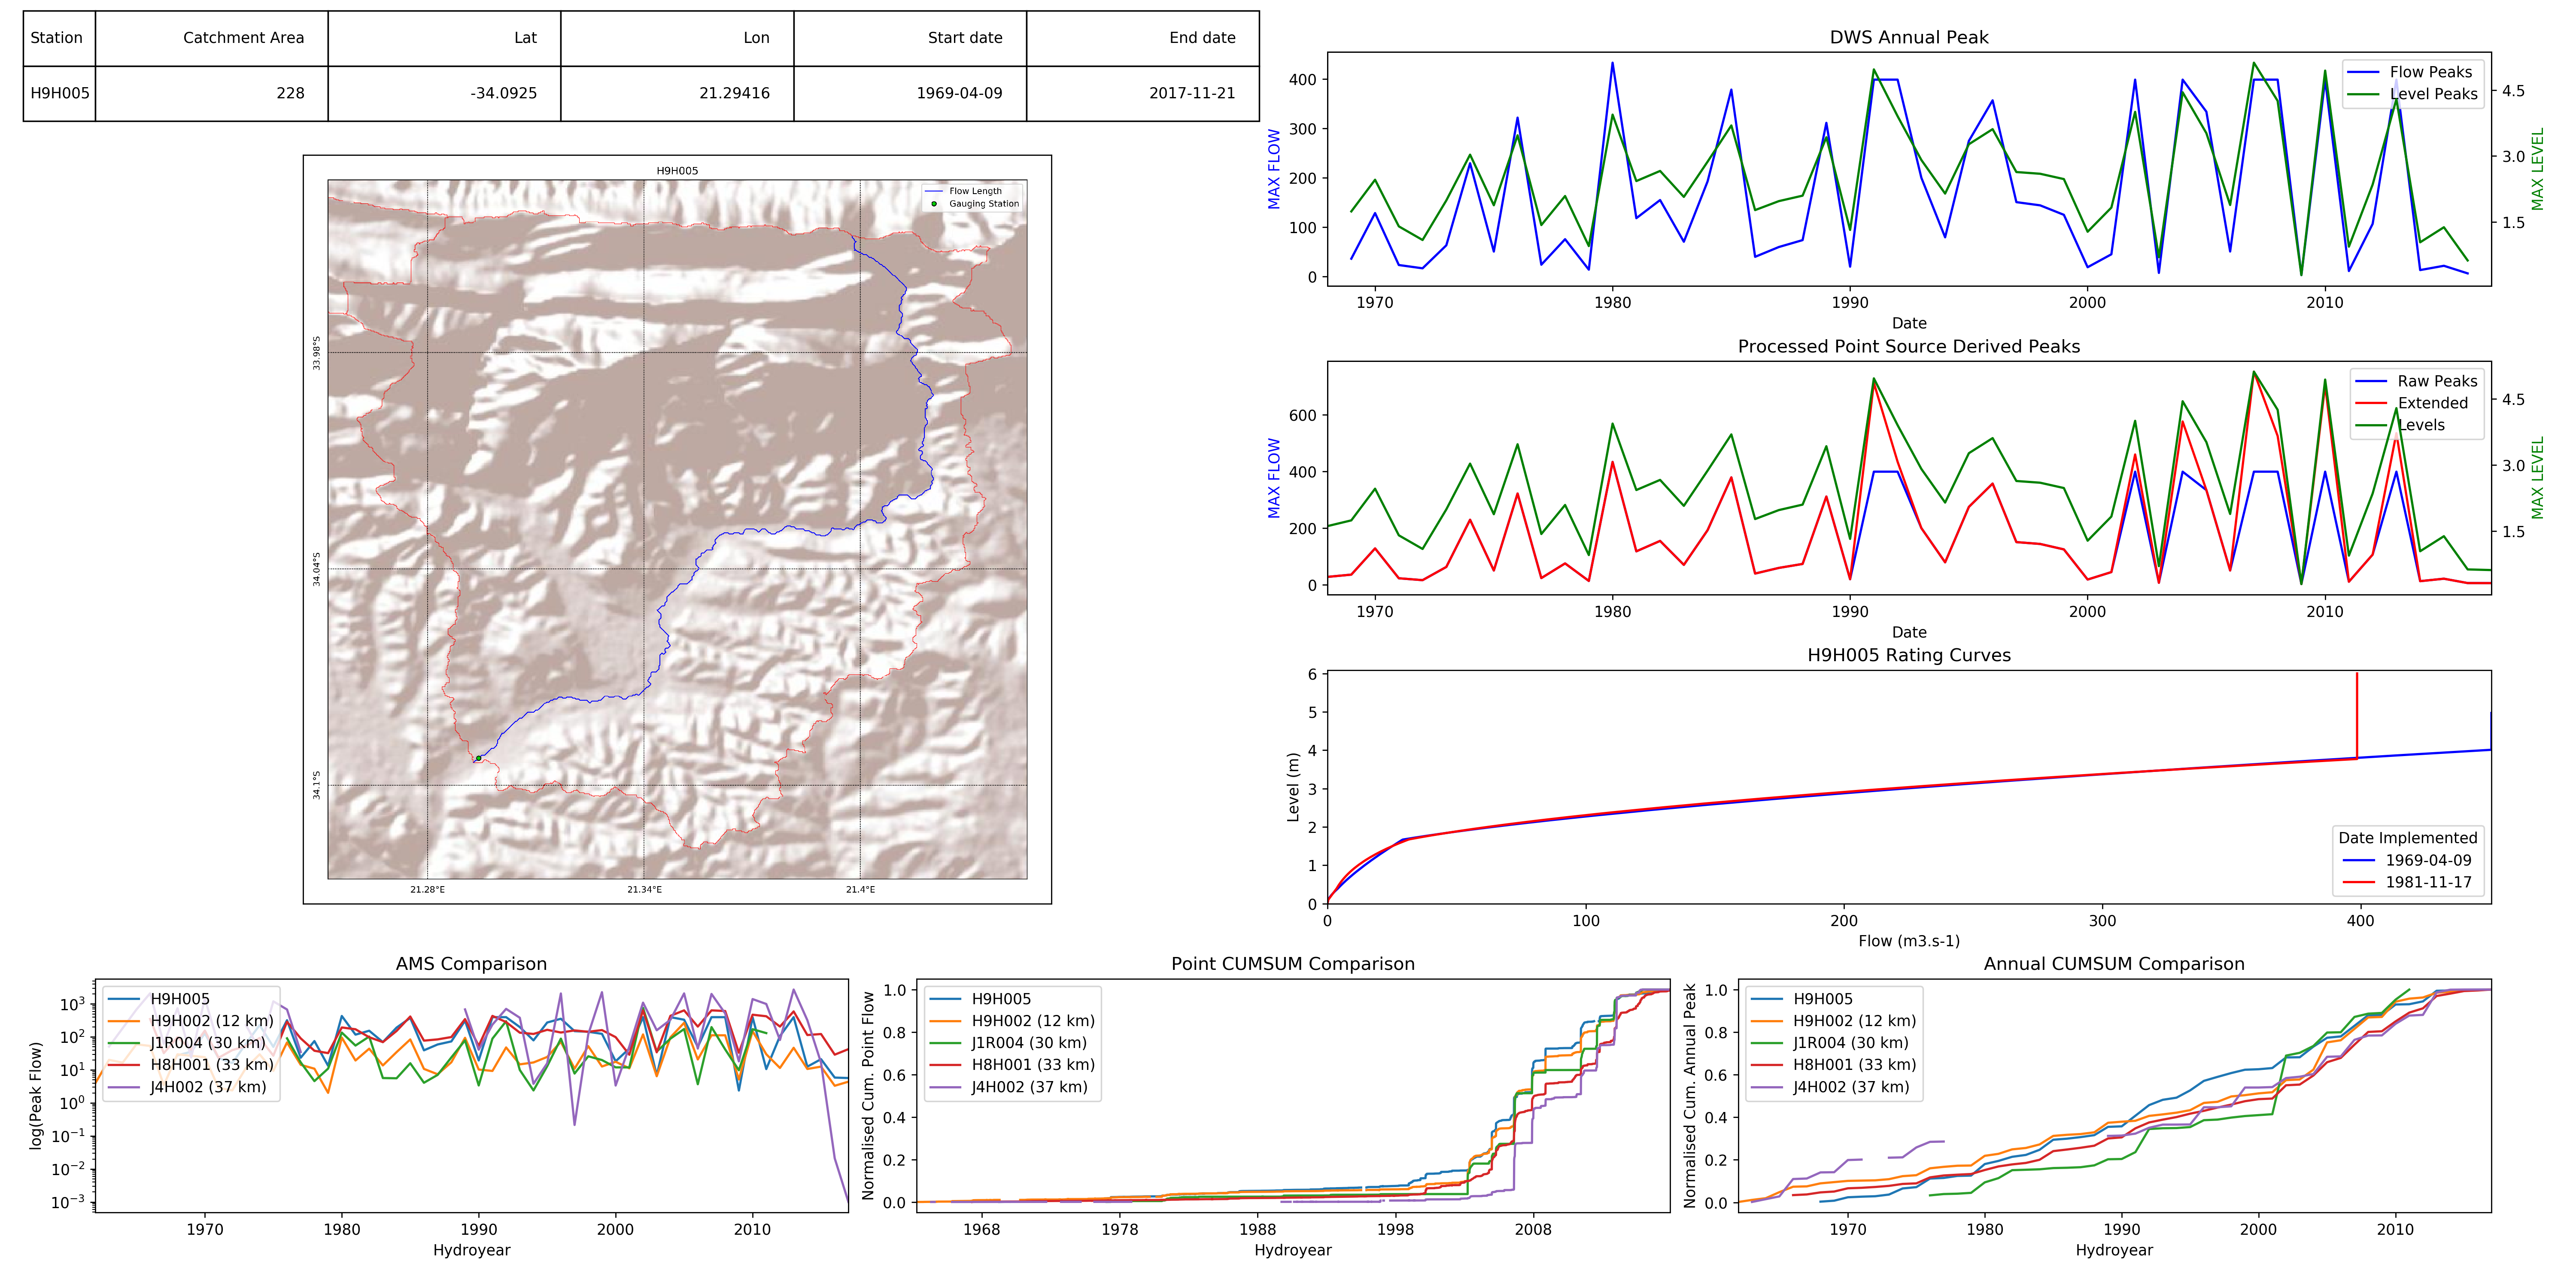 Station Catchment Area Lat Lon Start date End date
H9H005 228 -34.0925 21.29416 1969-04-09 2017-11-21
H9H005
Flow Length
Gauging Station
33.98°S
34.04°S
34.1°S
21.28°E 21.34°E 21.4°E
DWS Annual Peak
Flow Peaks
Level Peaks
MAX FLOW
MAX LEVEL
400
300
200
100
0
4.5
3.0
1.5
1970 1980 1990 2000 2010
Date
Processed Point Source Derived Peaks
Raw Peaks
Extended
Levels
MAX FLOW
MAX LEVEL
600
400
200
0
4.5
3.0
1.5
1970 1980 1990 2000 2010
Date
H9H005 Rating Curves
Level (m)
6
5
4
3
2
1
0
0 100 200 300 400
Flow (m3.s-1)
Date Implemented
1969-04-09
1981-11-17
AMS Comparison
H9H005
H9H002 (12 km)
J1R004 (30 km)
H8H001 (33 km)
J4H002 (37 km)
log(Peak Flow)
10³
10²
10¹
10⁰
10⁻¹
10⁻²
10⁻³
1970 1980 1990 2000 2010
Hydroyear
Point CUMSUM Comparison
H9H005
H9H002 (12 km)
J1R004 (30 km)
H8H001 (33 km)
J4H002 (37 km)
Normalised Cum. Point Flow
1.0
0.8
0.6
0.4
0.2
0.0
1968 1978 1988 1998 2008
Hydroyear
Annual CUMSUM Comparison
H9H005
H9H002 (12 km)
J1R004 (30 km)
H8H001 (33 km)
J4H002 (37 km)
Normalised Cum. Annual Peak
1.0
0.8
0.6
0.4
0.2
0.0
1970 1980 1990 2000 2010
Hydroyear